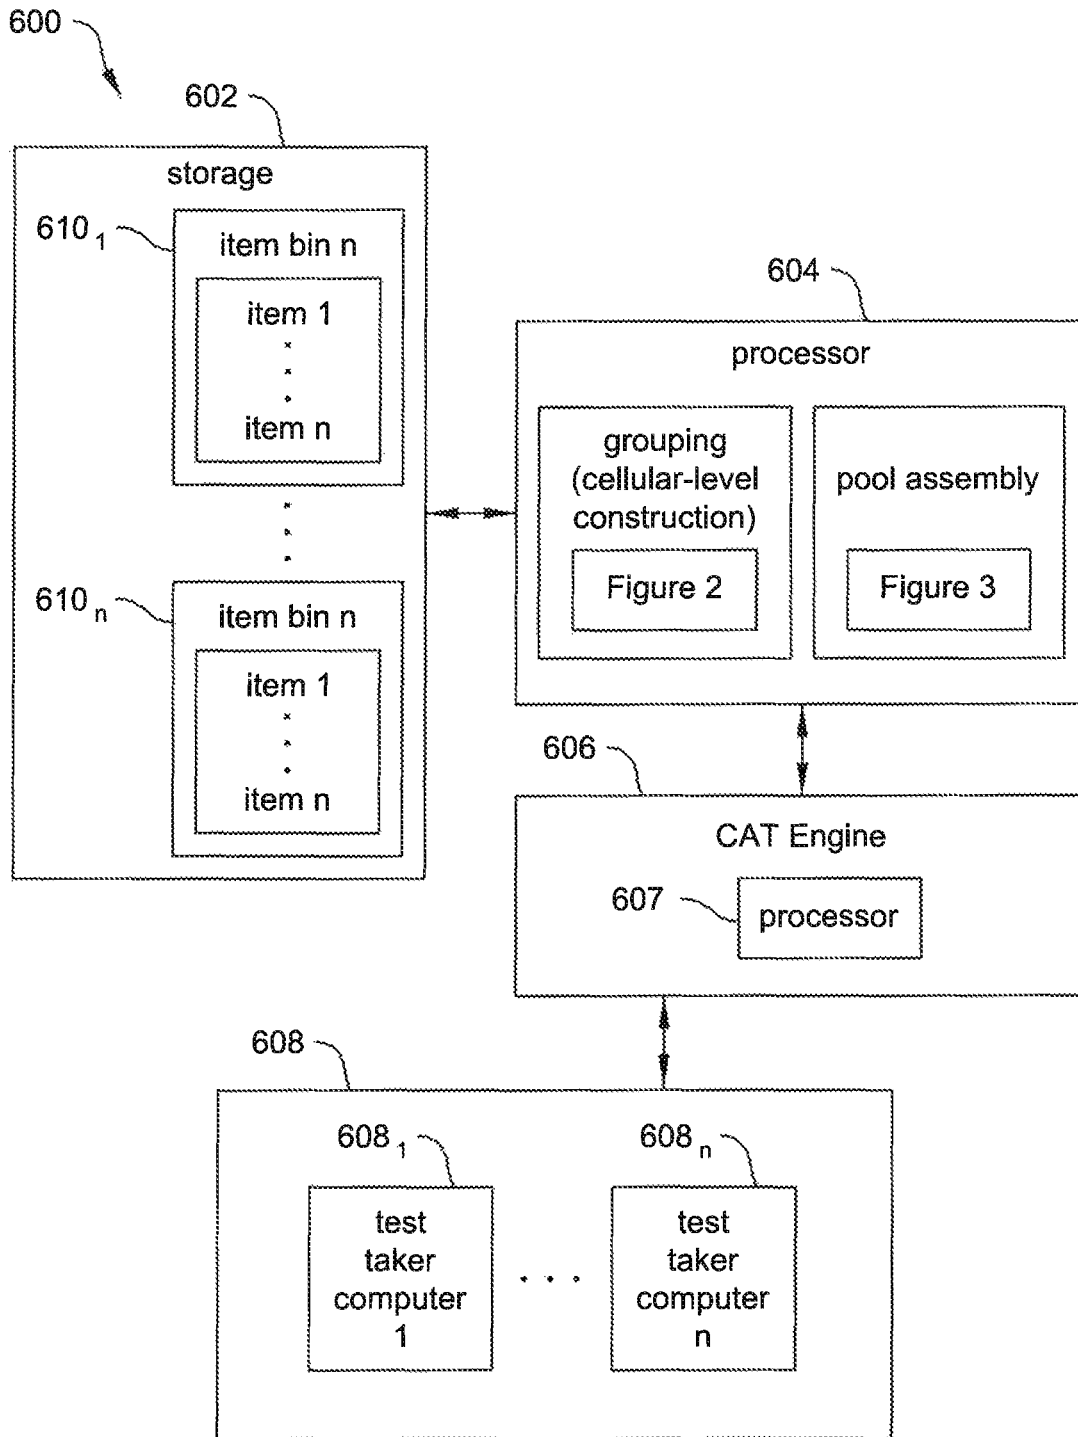 600
602
storage
610 1
item bin n
item 1
item n
610 n
item bin n
item 1
item n
604
processor
grouping
(cellular-level
construction)
Figure 2
pool assembly
Figure 3
606
CAT Engine
607
processor
608
608 1
test
taker
computer
1
608 n
test
taker
computer
n